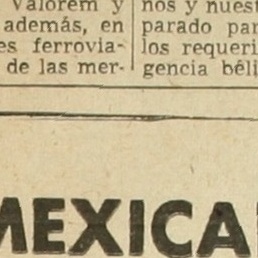 Valorem y
además, en
es ferrovia-
de las mer-
nos y nuest
parado par
los requeri
gencia béli
MEXICA